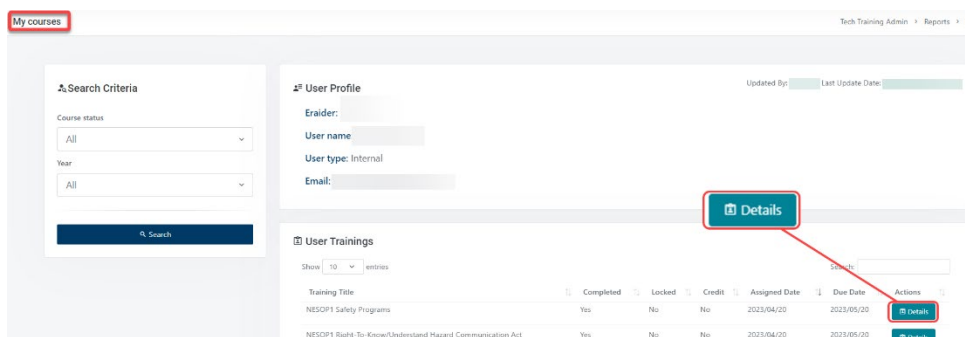 My courses
Tech Training Admin > Reports >
Search Criteria
Course status
All
Year
All
Search
User Profile
Updated By: Last Update Date:
Eraider:
User name
User type: Internal
Email:
Details
User Trainings
Show 10 entries
Search:
Training Title Completed Locked Credit Assigned Date Due Date Actions
NESOP1 Safety Programs Yes No No 2023/04/20 2023/05/20 Details
NESOP1 Right-To-Know/Understand Hazard Communication Act Yes No No 2023/04/20 2023/05/20 Details